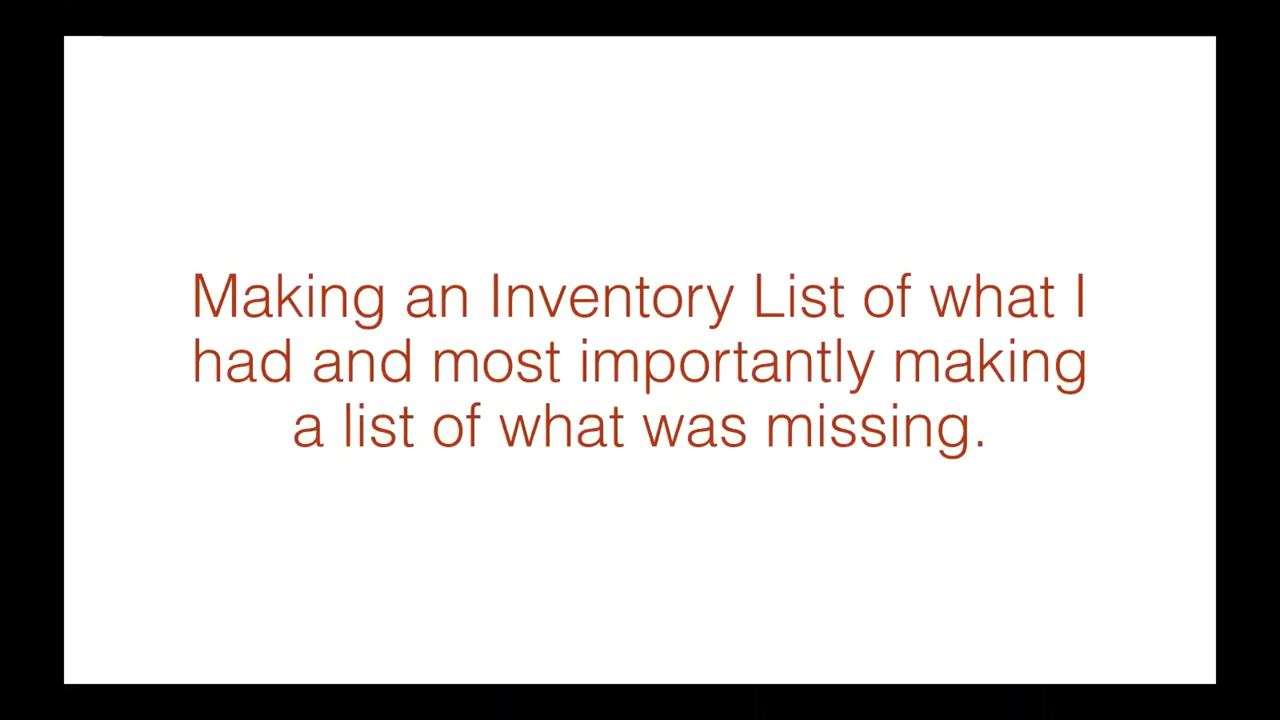 Making an Inventory List of what I
had and most importantly making
a list of what was missing.